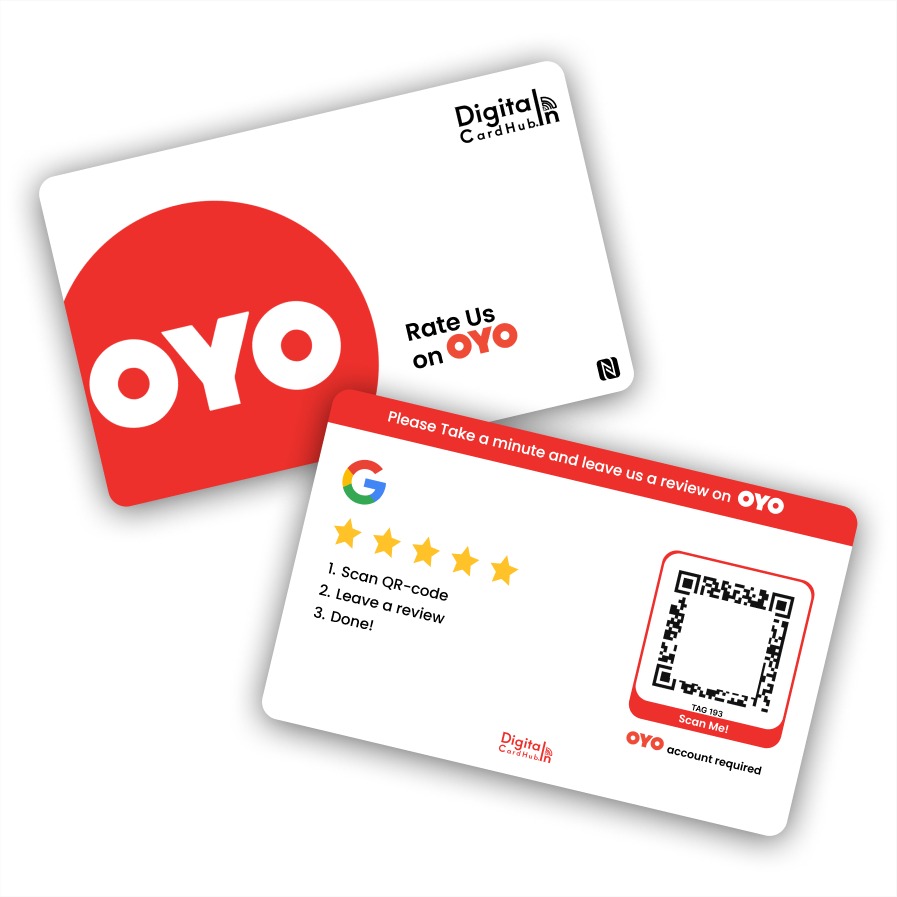 Digital In
CardHub.
OYO
Rate Us
on OYO
Please Take a minute and leave us a review on OYO
G
1. Scan QR-code
2. Leave a review
3. Done!
TAG 193
Scan Me!
OYO account required
Digital In
CardHub.